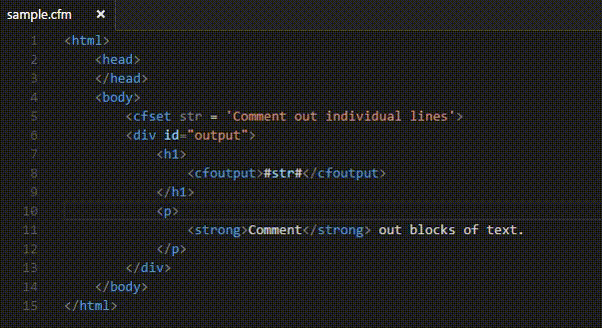 sample.cfm ×
1 <html>
2 <head>
3 </head>
4 <body>
5 <cfset str = 'Comment out individual lines'>
6 <div id="output">
7 <h1>
8 <cfoutput>#str#</cfoutput>
9 </h1>
10 <p>
11 <strong>Comment</strong> out blocks of text.
12 </p>
13 </div>
14 </body>
15 </html>